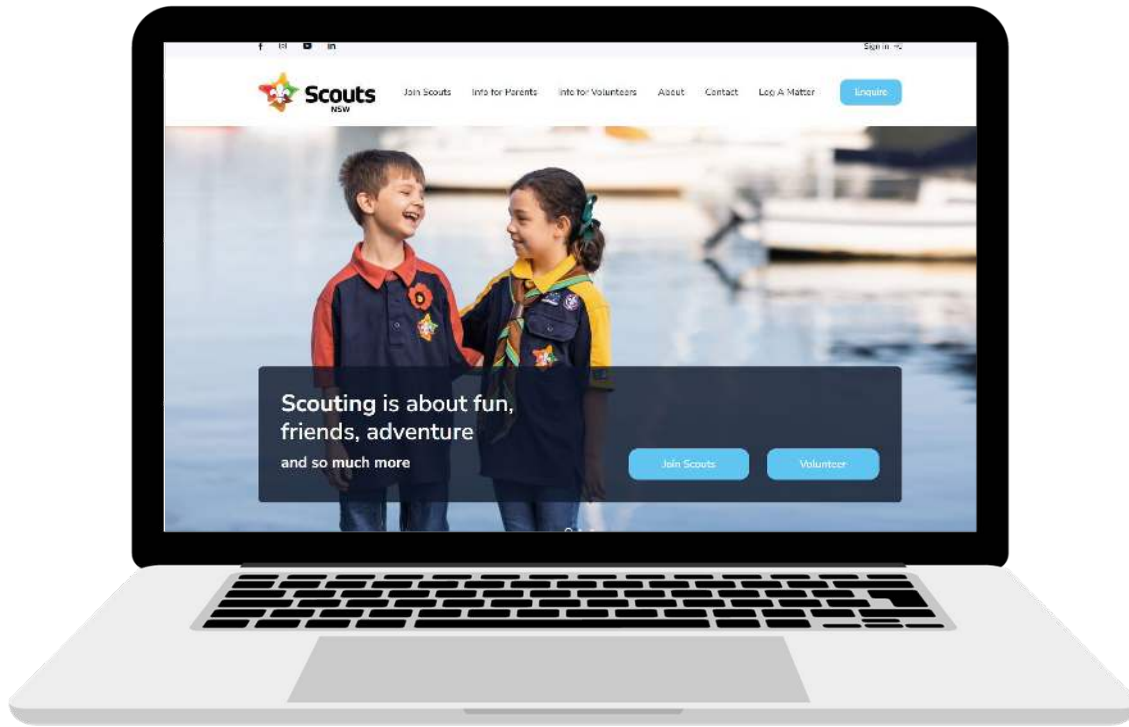 Sign in
Scouts
NSW
Join Scouts Info for Parents Info for Volunteers About Contact Log A Matter Enquire
Scouting is about fun,
friends, adventure
and so much more
Join Scouts Volunteer